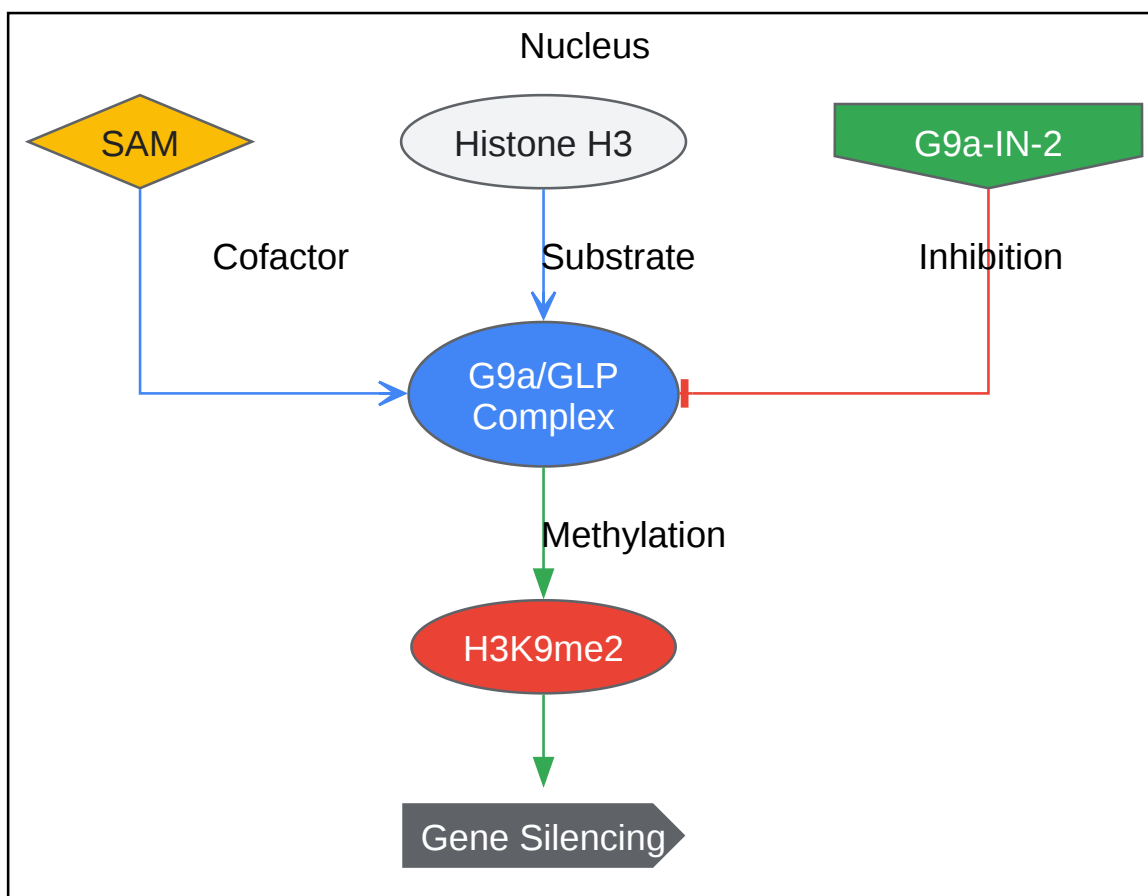 Nucleus
SAM
Histone H3
G9a-IN-2
Cofactor
Substrate
Inhibition
G9a/GLP
Complex
Methylation
H3K9me2
Gene Silencing